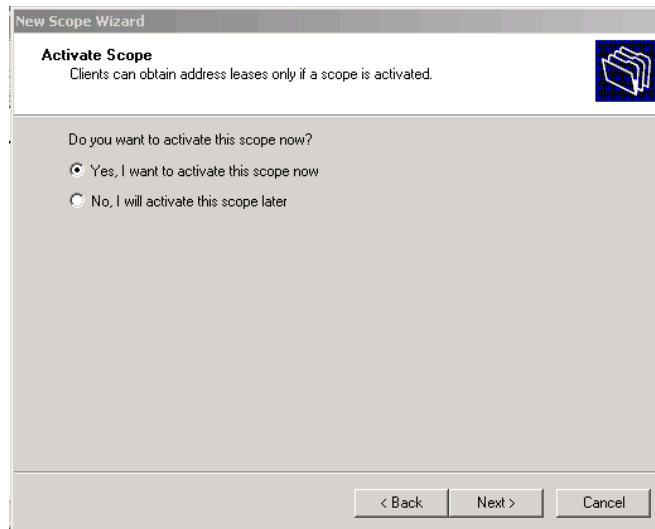 New Scope Wizard
Activate Scope
Clients can obtain address leases only if a scope is activated.
Do you want to activate this scope now?
Yes, I want to activate this scope now
No, I will activate this scope later
< Back
Next >
Cancel